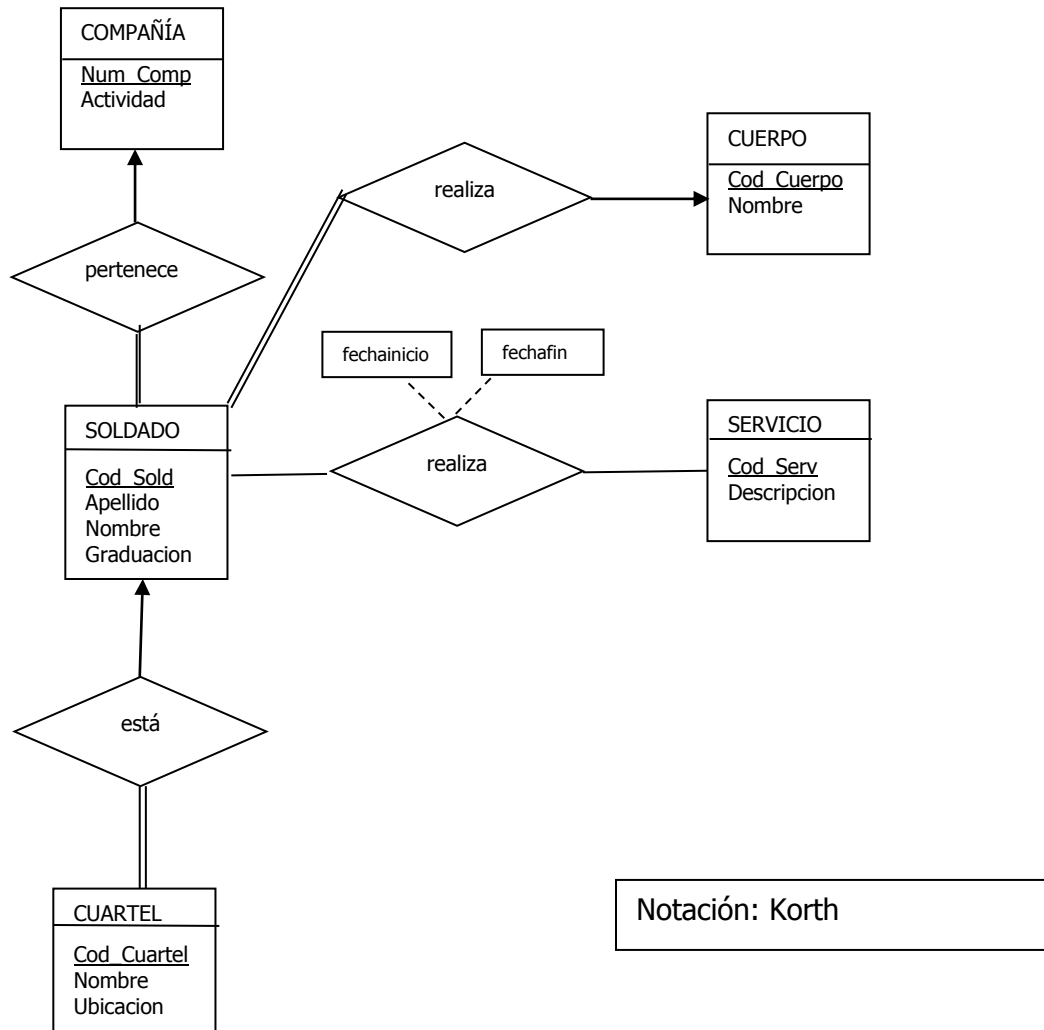 COMPAÑÍA
Num_Comp
Actividad
CUERPO
Cod_Cuerpo
Nombre
realiza
pertenece
fechainicio
fechafin
SOLDADO
Cod_Sold
Apellido
Nombre
Graduacion
realiza
SERVICIO
Cod_Serv
Descripcion
está
CUARTEL
Cod_Cuartel
Nombre
Ubicacion
Notación: Korth